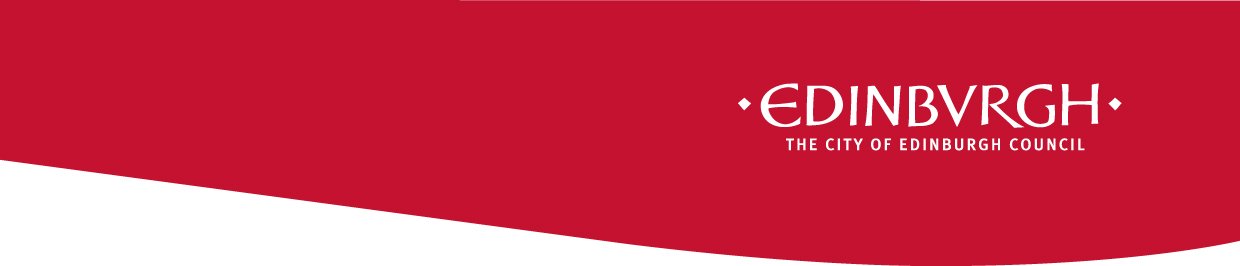 EDINBVRGH
THE CITY OF EDINBURGH COUNCIL